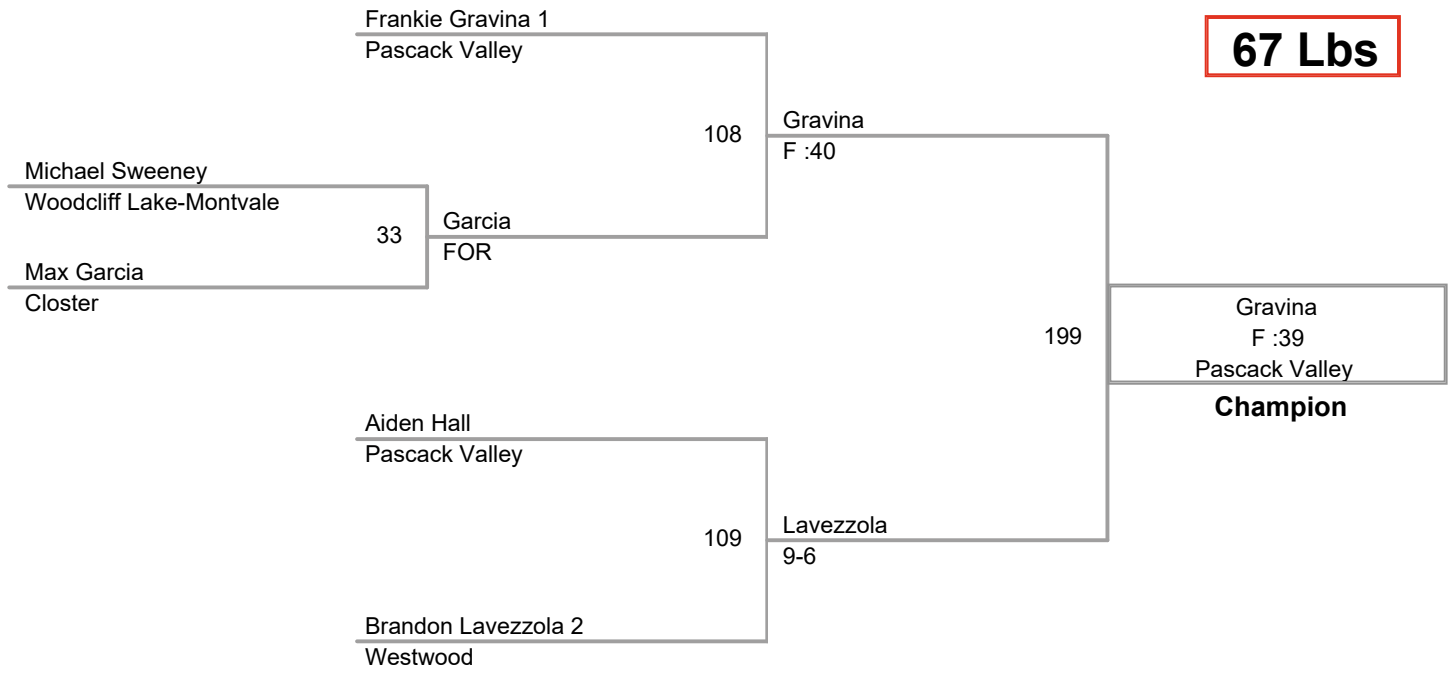 Frankie Gravina 1
Pascack Valley
67 Lbs
108
Gravina
F :40
Michael Sweeney
Woodcliff Lake-Montvale
33
Garcia
FOR
Max Garcia
Closter
199
Gravina
F :39
Pascack Valley
Champion
Aiden Hall
Pascack Valley
109
Lavezzola
9-6
Brandon Lavezzola 2
Westwood